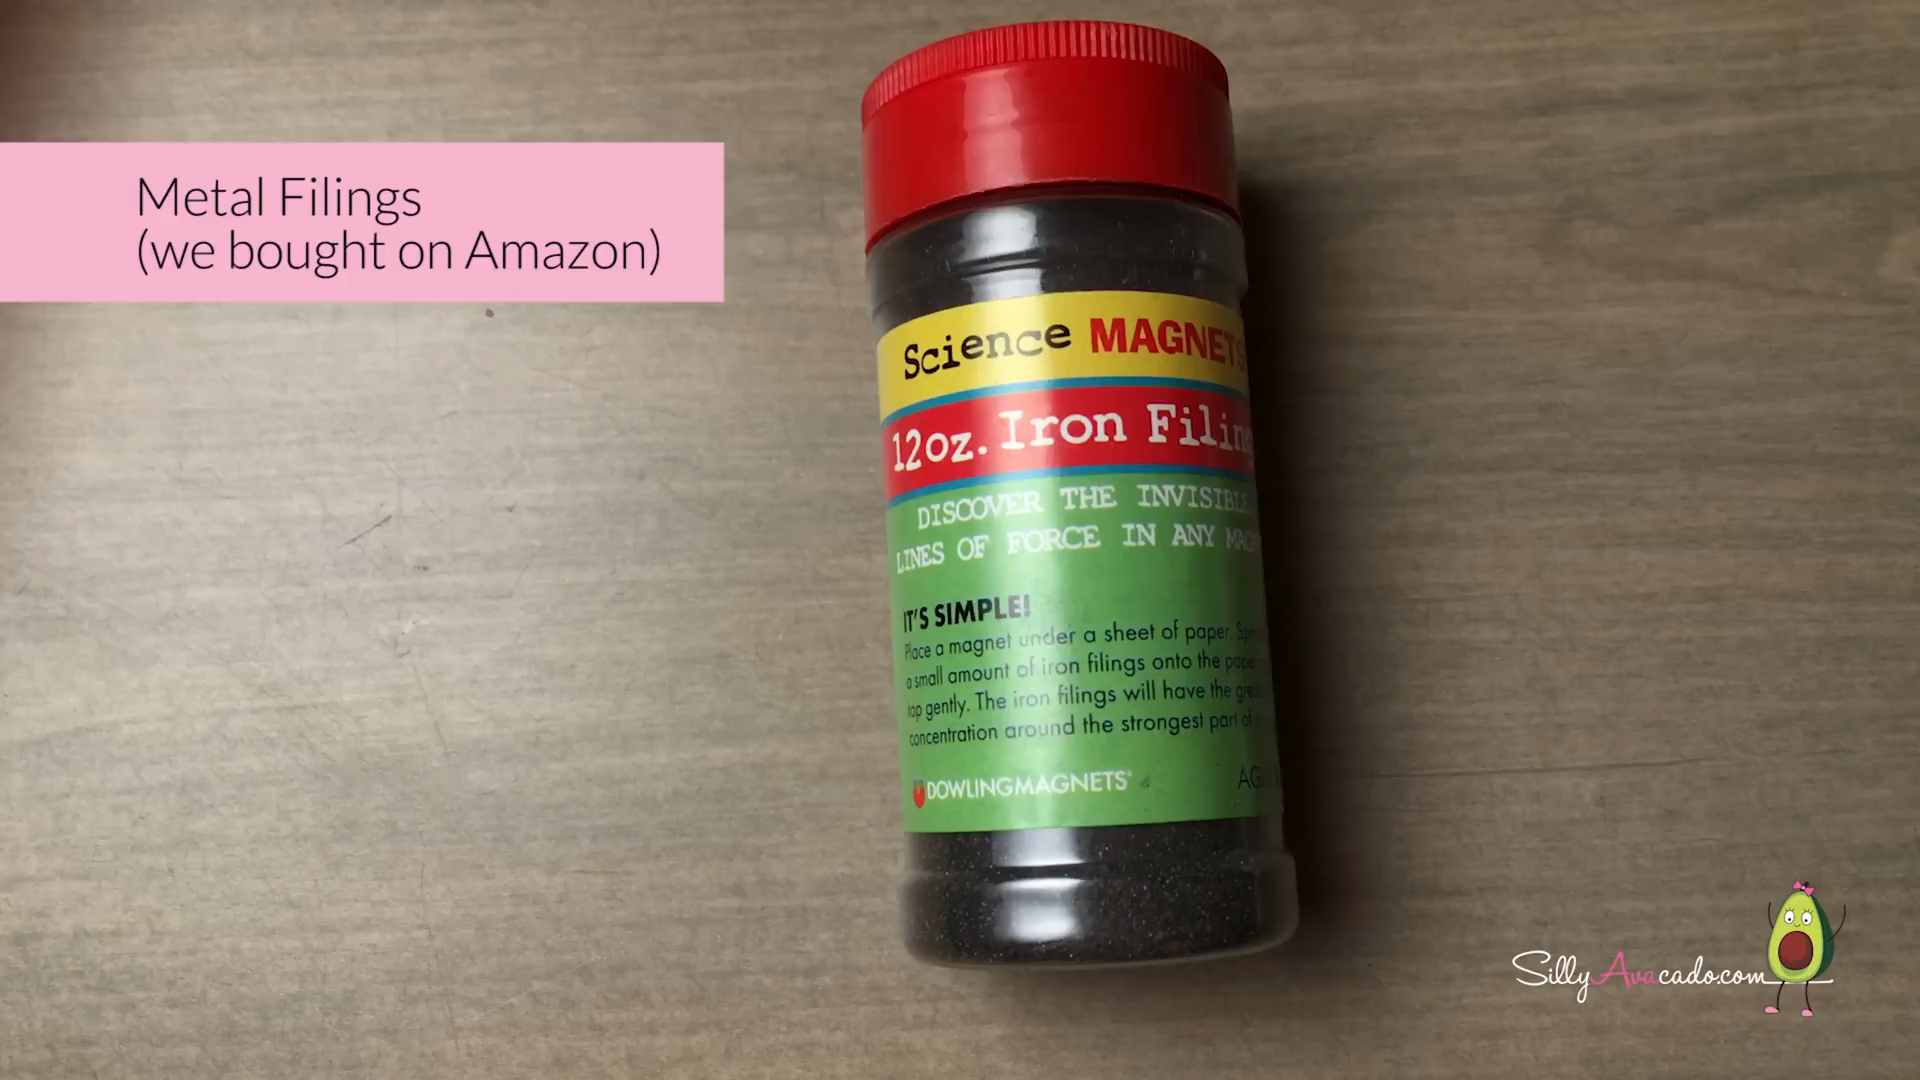 Metal Filings
(we bought on Amazon)
Science MAGNETS
12oz. Iron
DISCOVER THE INVISIBLE
LINES OF FORCE IN ANY
IT'S SIMPLE!
Place a magnet under a sheet of paper.
a small amount of iron filings onto the
tap gently. The iron filings will have the
concentration around the strongest part of
DOWLINGMAGNETS®
SillyAvacado.com